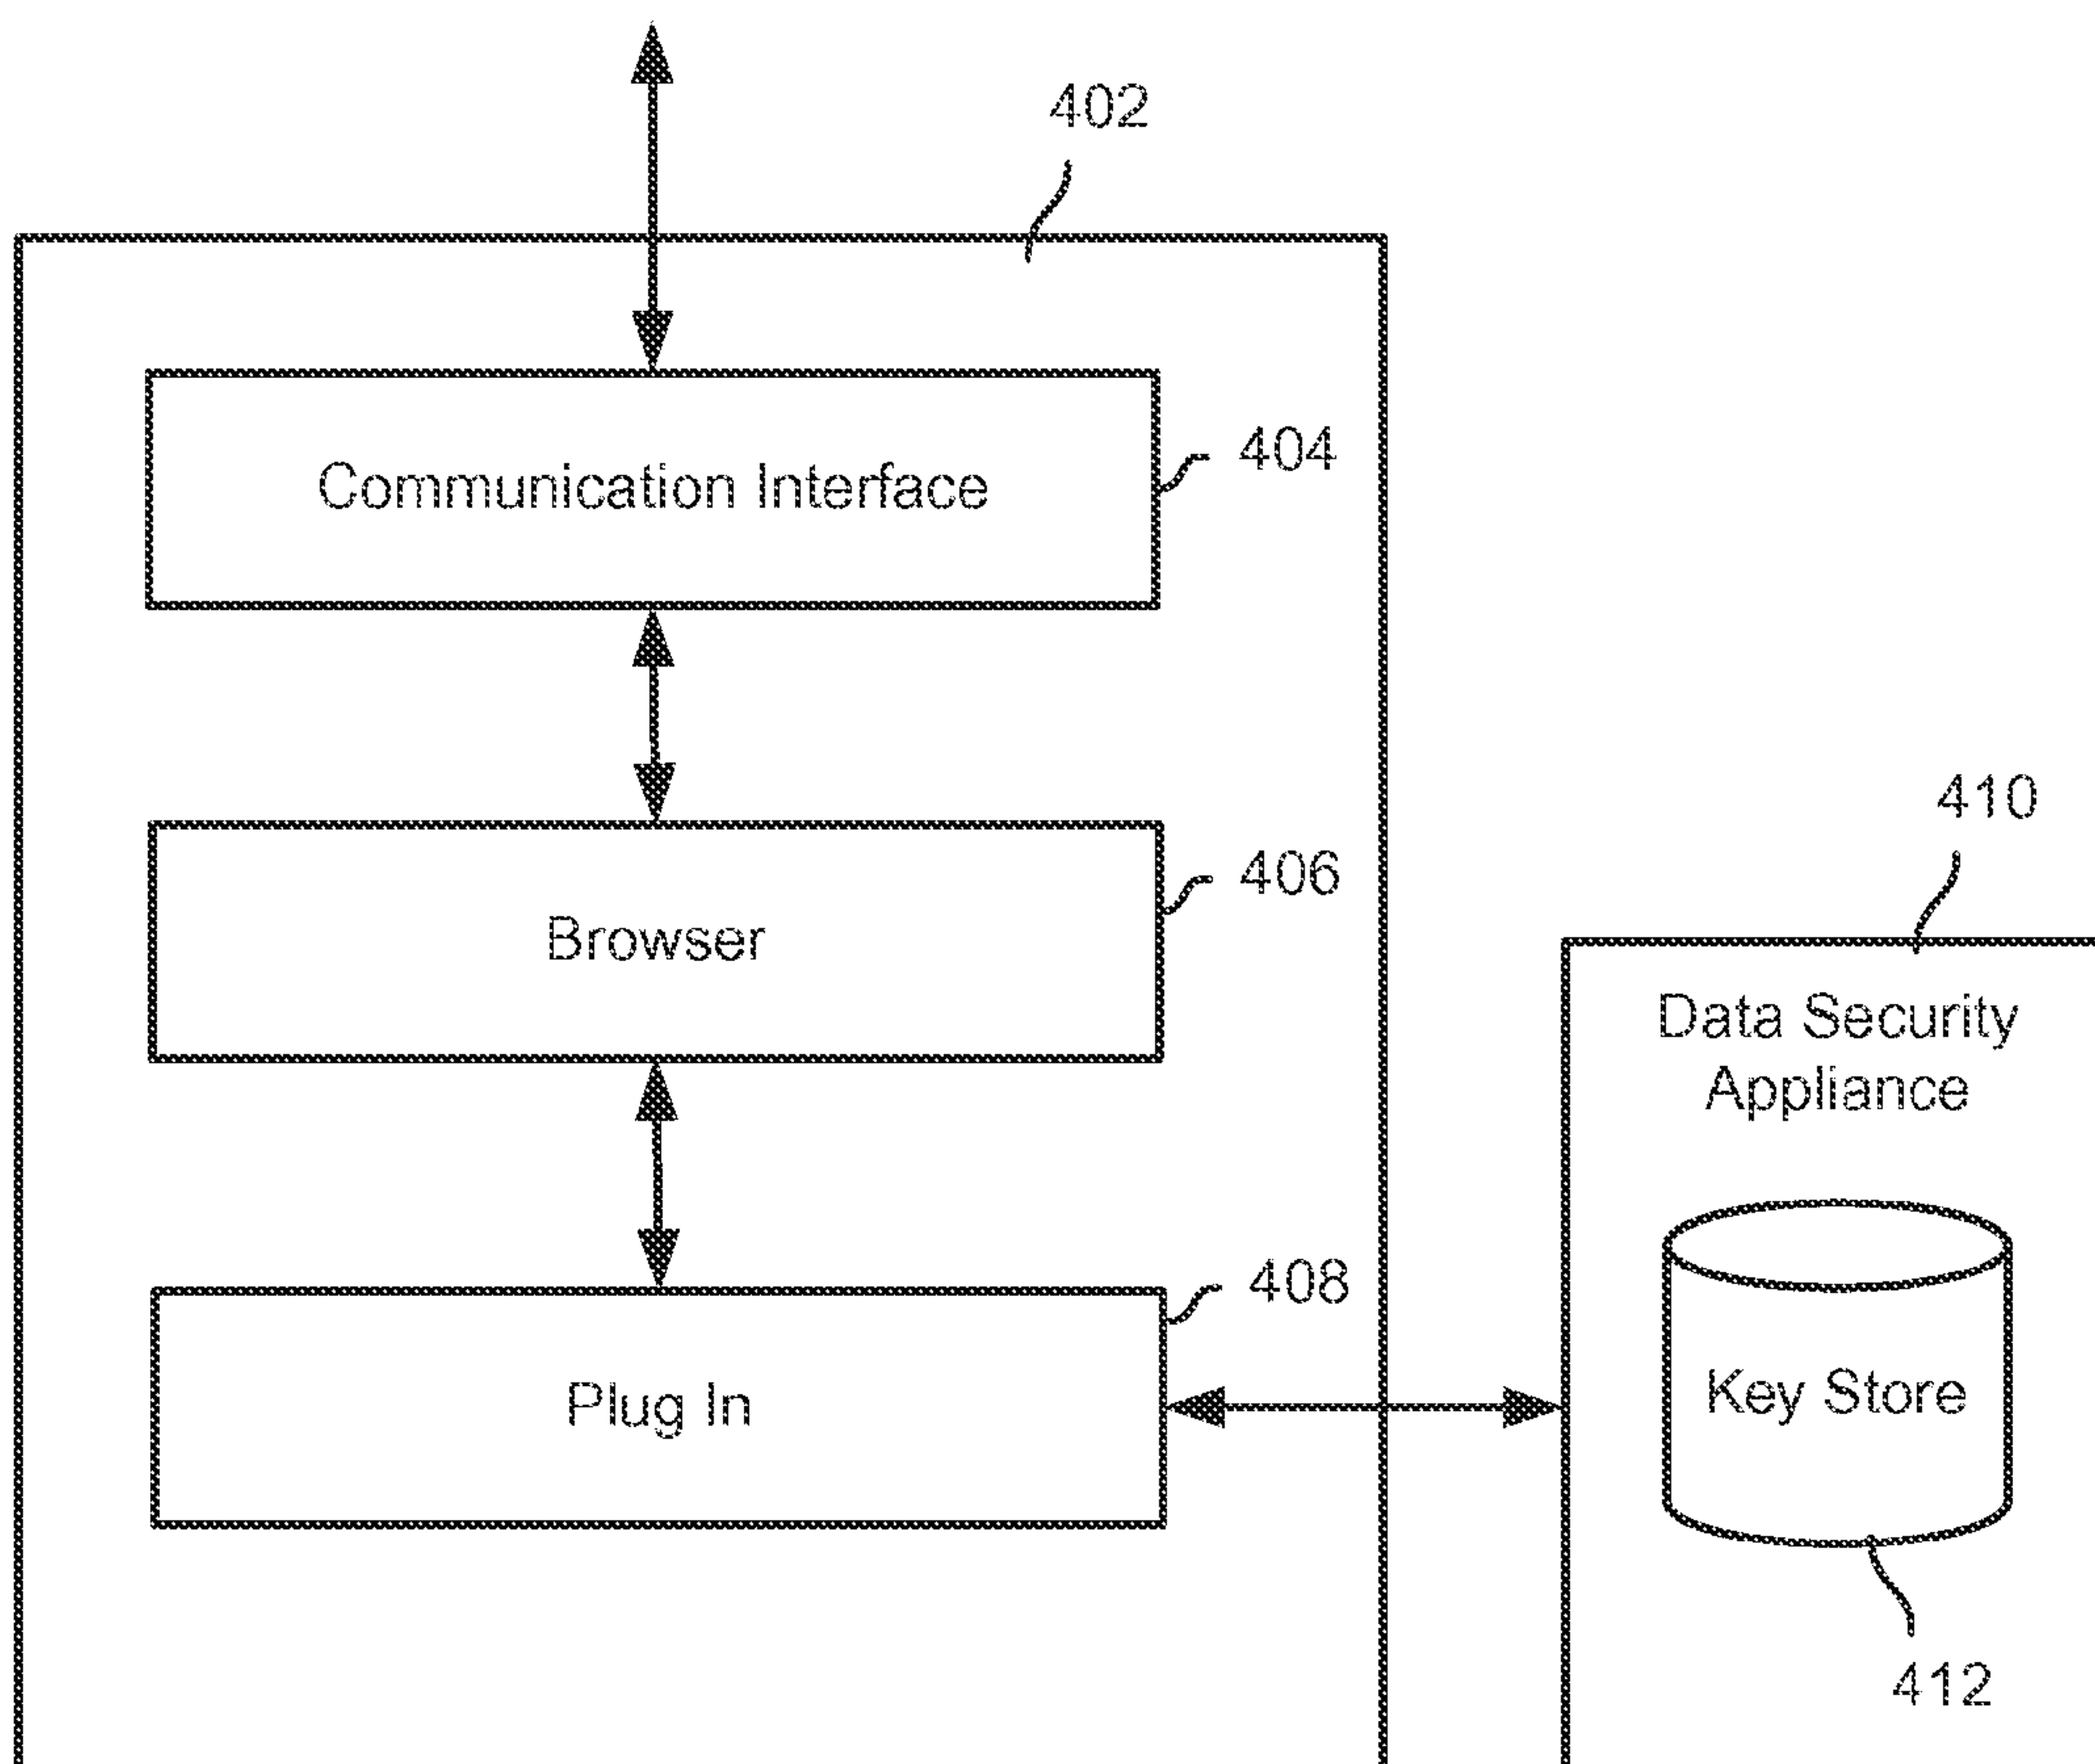 402
Communication Interface
404
Browser
406
410
Data Security
Appliance
Plug In
408
Key Store
412